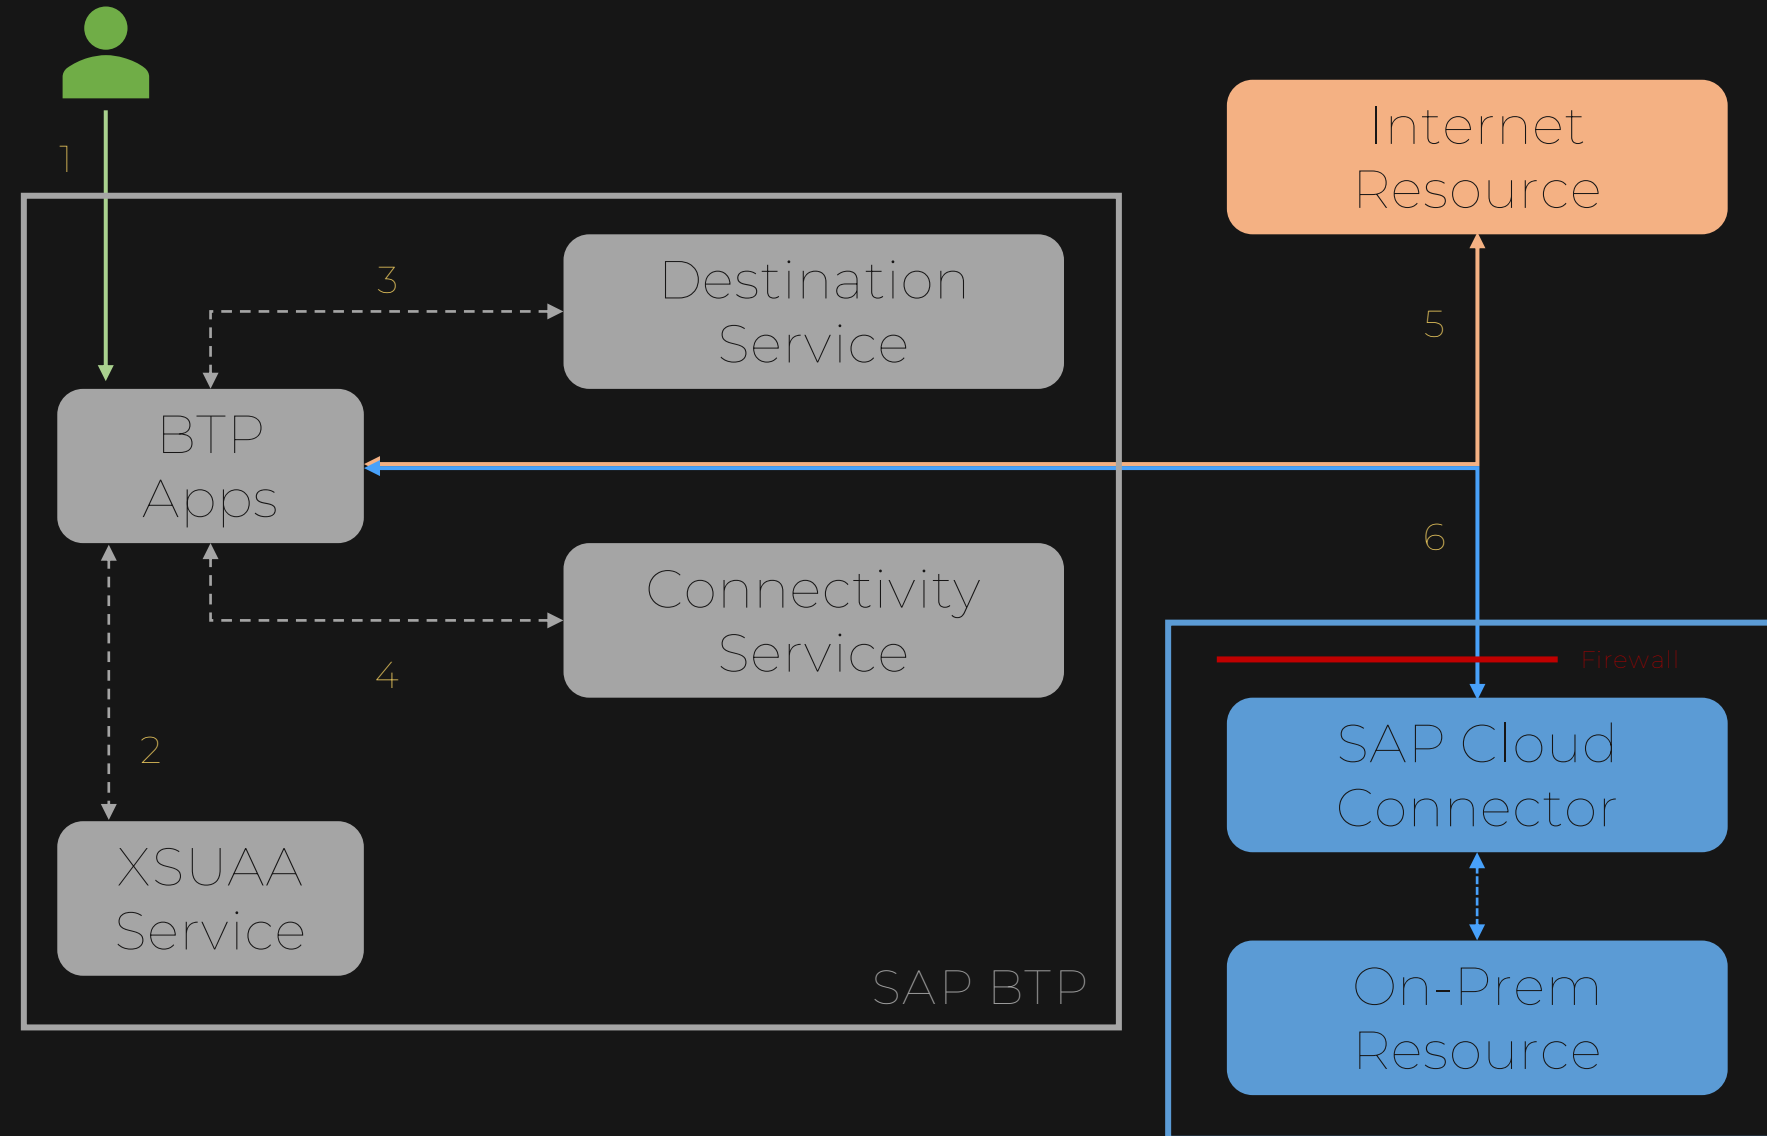 1
Internet
Resource
3
Destination
Service
5
BTP
Apps
6
Connectivity
Service
4
Firewall
2
SAP Cloud
Connector
XSUAA
Service
SAP BTP
On-Prem
Resource